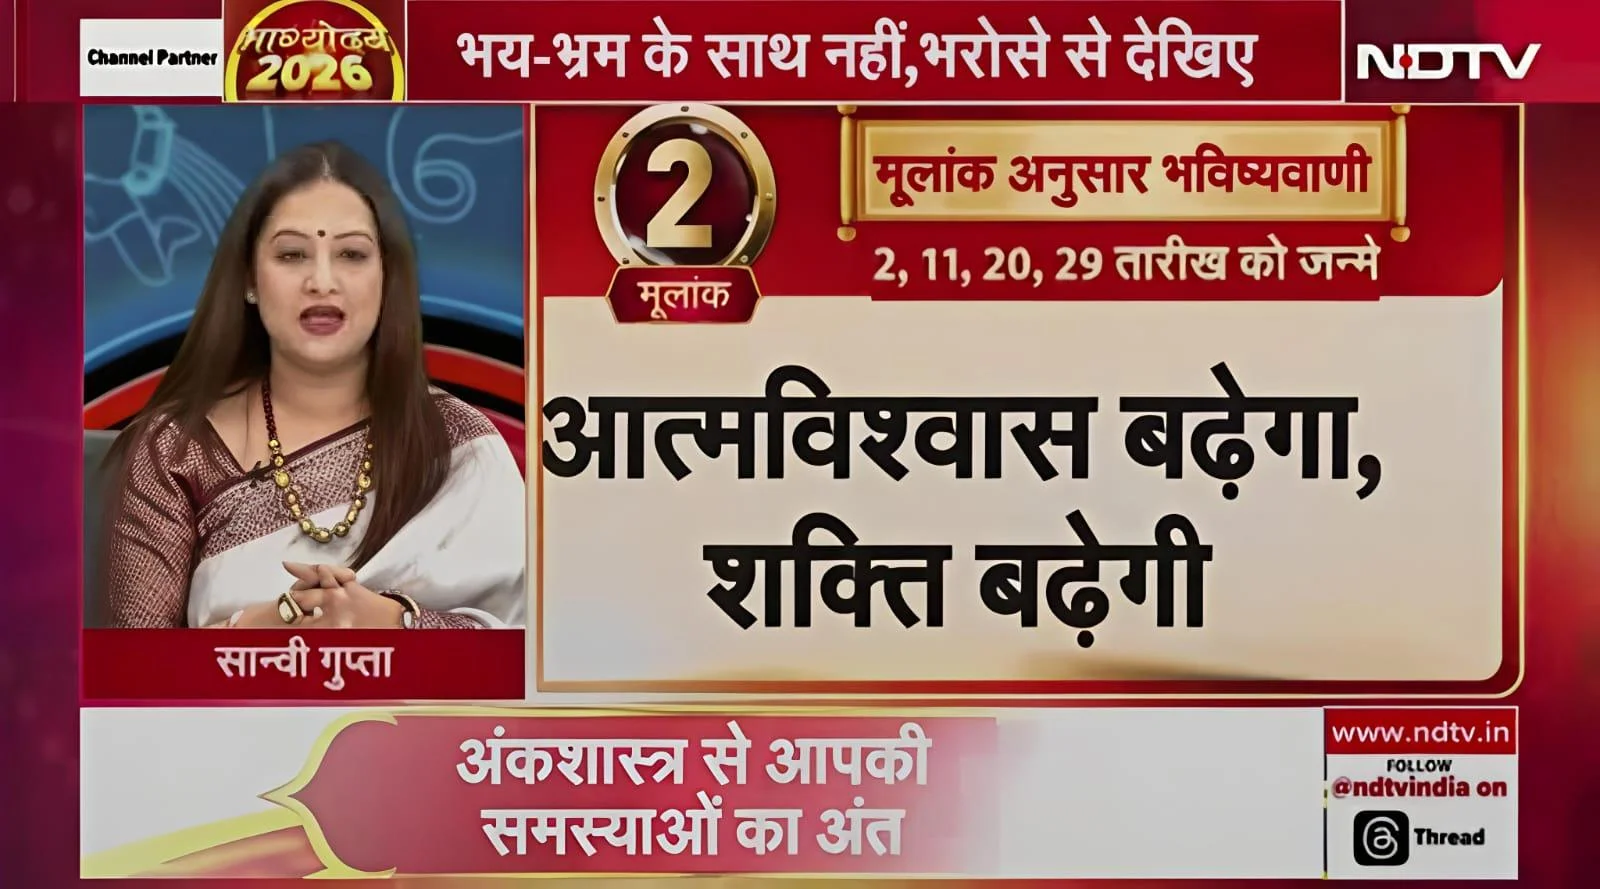 Channel Partner
भाग्योदय
2026
भय-भ्रम के साथ नहीं,भरोसे से देखिए
NDTV
2
मूलांक
मूलांक अनुसार भविष्यवाणी
2, 11, 20, 29 तारीख को जन्मे
आत्मविश्वास बढ़ेगा,
शक्ति बढ़ेगी
सान्वी गुप्ता
अंकशास्त्र से आपकी
समस्याओं का अंत
www.ndtv.in
FOLLOW
@ndtvindia on
Thread